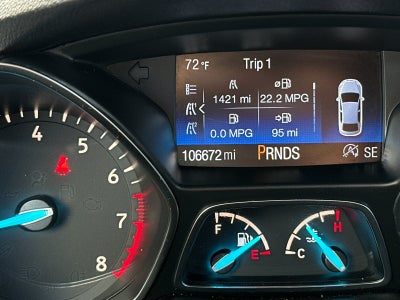 72 °F Trip 1
1421 mi 22.2 MPG
0.0 MPG 95 mi
106672 mi PRNDS SE
4
5
6
7
8
F E
C H